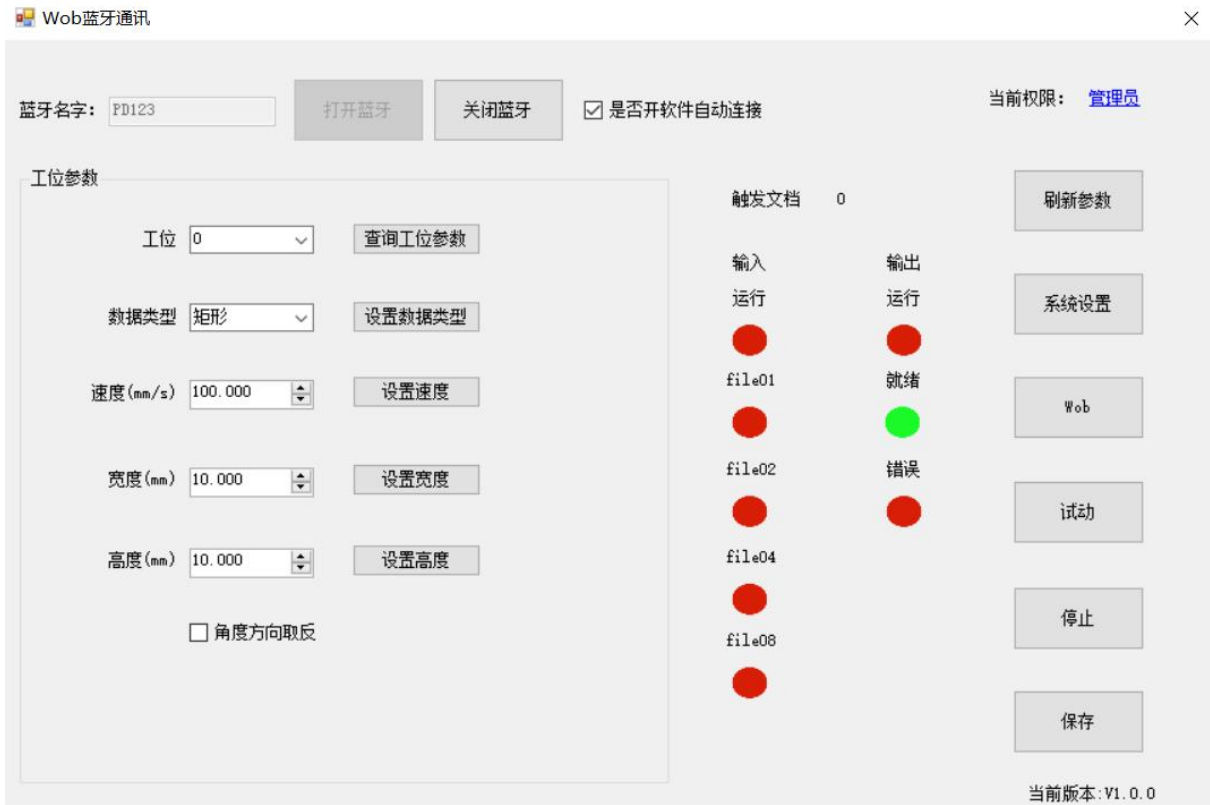 Wob蓝牙通讯
蓝牙名字: PD123 打开蓝牙 关闭蓝牙 是否开软件自动连接 当前权限: 管理员
工位参数
工位 0 查询工位参数
数据类型 矩形 设置数据类型
速度(mm/s) 100.000 设置速度
宽度(mm) 10.000 设置宽度
高度(mm) 10.000 设置高度
角度方向取反
触发文档 0
输入 输出
运行 运行
file01 就绪
file02 错误
file04
file08
刷新参数
系统设置
Wob
试动
停止
保存
当前版本:V1.0.0